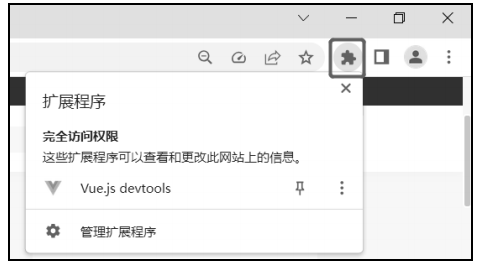 扩展程序
完全访问权限
这些扩展程序可以查看和更改此网站上的信息。
Vue.js devtools
管理扩展程序